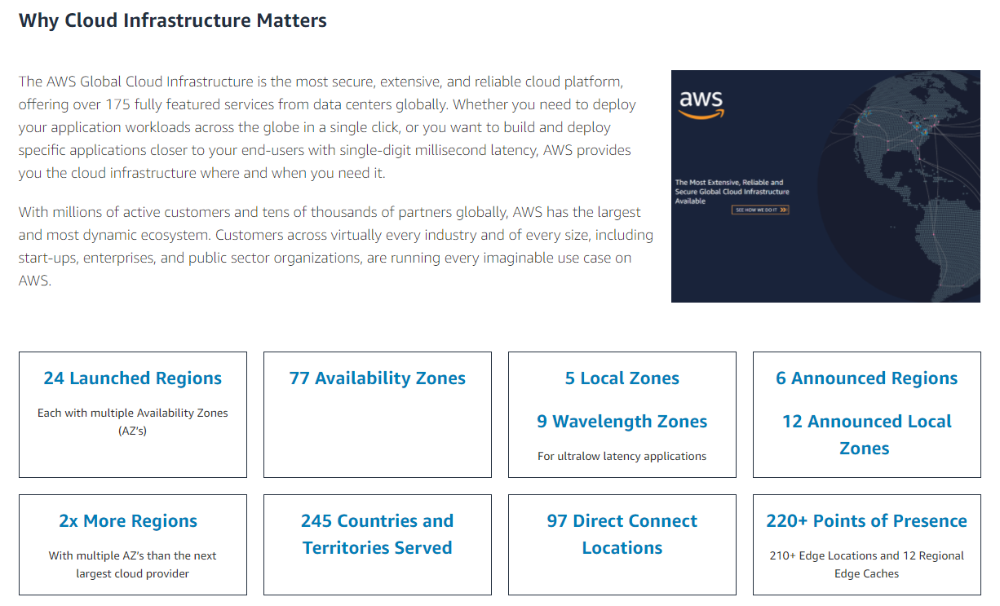 Why Cloud Infrastructure Matters
The AWS Global Cloud Infrastructure is the most secure, extensive, and reliable cloud platform,
offering over 175 fully featured services from data centers globally. Whether you need to deploy
your application workloads across the globe in a single click, or you want to build and deploy
specific applications closer to your end-users with single-digit millisecond latency, AWS provides
you the cloud infrastructure where and when you need it.
With millions of active customers and tens of thousands of partners globally, AWS has the largest
and most dynamic ecosystem. Customers across virtually every industry and of every size, including
start-ups, enterprises, and public sector organizations, are running every imaginable use case on
AWS.
aws
The Most Extensive, Reliable and
Secure Global Cloud Infrastructure
Available
SEE HOW WE DO IT
24 Launched Regions
Each with multiple Availability Zones
(AZ's)
77 Availability Zones
5 Local Zones
9 Wavelength Zones
For ultralow latency applications
6 Announced Regions
12 Announced Local
Zones
2x More Regions
With multiple AZ's than the next
largest cloud provider
245 Countries and
Territories Served
97 Direct Connect
Locations
220+ Points of Presence
210+ Edge Locations and 12 Regional
Edge Caches